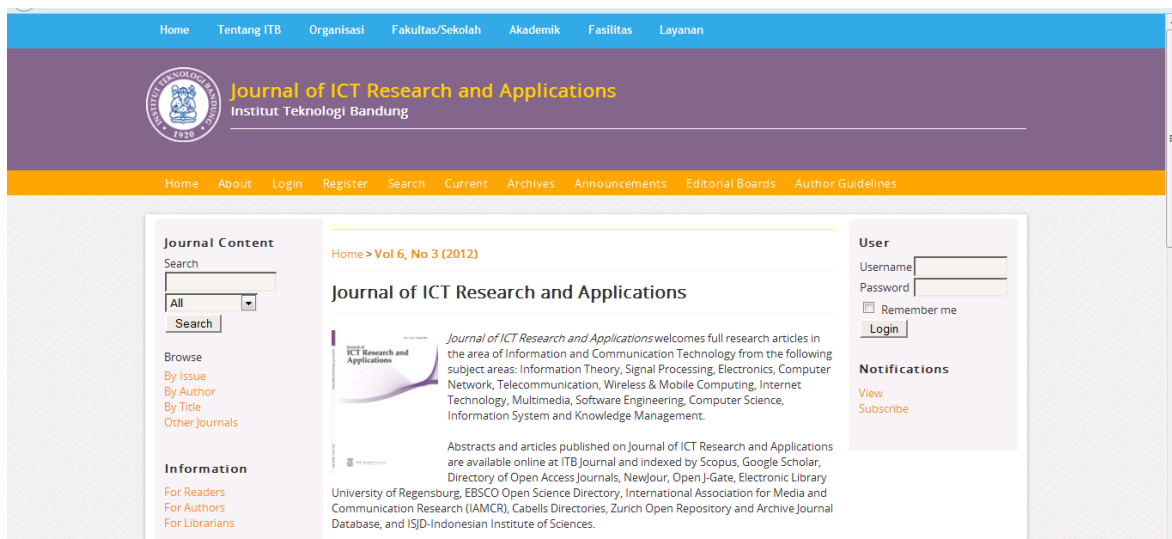 Home Tentang ITB Organisasi Fakultas/Sekolah Akademik Fasilitas Layanan
INSTITUT TEKNOLOGI BANDUNG
1920
Journal of ICT Research and Applications
Institut Teknologi Bandung
Home About Login Register Search Current Archives Announcements Editorial Boards Author Guidelines
Journal Content
Search
All
Search
Browse
By Issue
By Author
By Title
Other Journals
Information
For Readers
For Authors
For Librarians
Home > Vol 6, No 3 (2012)
Journal of ICT Research and Applications
Journal of
ICT Research and
Applications
Journal of ICT Research and Applications welcomes full research articles in
the area of Information and Communication Technology from the following
subject areas: Information Theory, Signal Processing, Electronics, Computer
Network, Telecommunication, Wireless & Mobile Computing, Internet
Technology, Multimedia, Software Engineering, Computer Science,
Information System and Knowledge Management.
Abstracts and articles published on Journal of ICT Research and Applications
are available online at ITB Journal and indexed by Scopus, Google Scholar,
Directory of Open Access Journals, NewJour, Open J-Gate, Electronic Library
University of Regensburg, EBSCO Open Science Directory, International Association for Media and
Communication Research (IAMCR), Cabells Directories, Zurich Open Repository and Archive Journal
Database, and ISJD-Indonesian Institute of Sciences.
User
Username
Password
Remember me
Login
Notifications
View
Subscribe